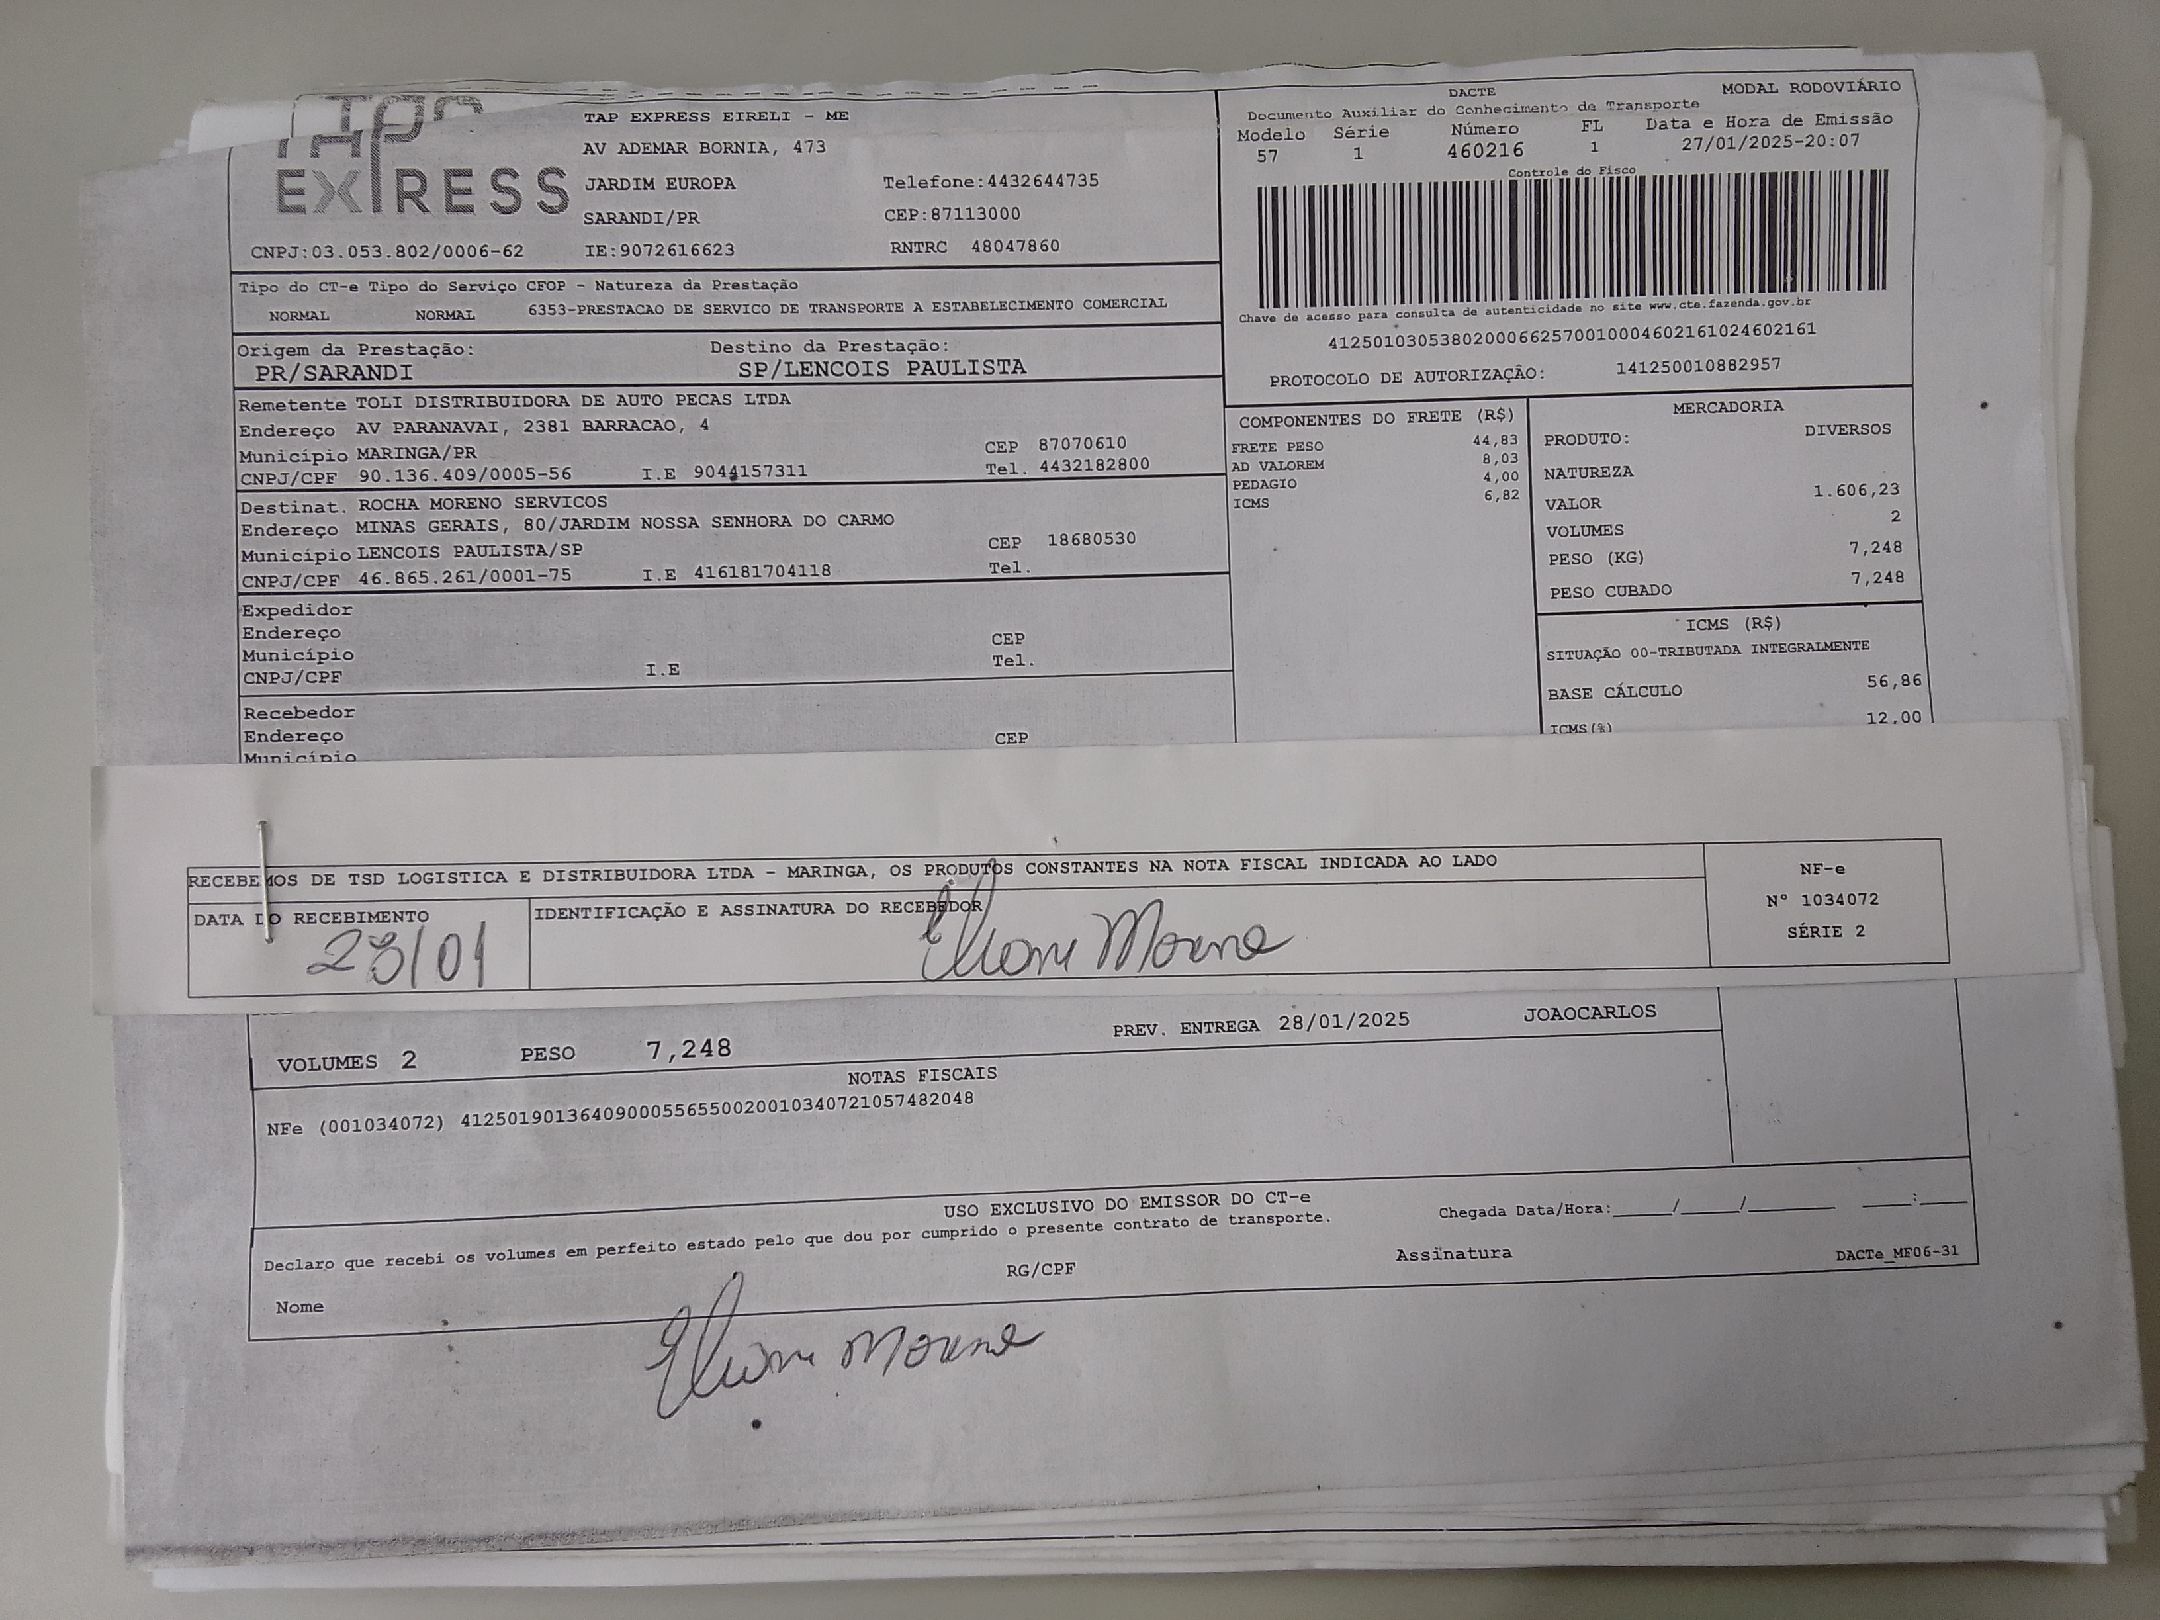 TAP EXPRESS
TAP EXPRESS EIRELI - ME
AV ADEMAR BORNIA, 473
JARDIM EUROPA Telefone:4432644735
SARANDI/PR CEP:87113000
CNPJ:03.053.802/0006-62 IE:9072616623 RNTRC 48047860
DACTE MODAL RODOVIÁRIO
Documento Auxiliar do Conhecimento de Transporte
Modelo Série Número FL Data e Hora de Emissão
57 1 460216 1 27/01/2025-20:07
Controle do Fisco
Chave de acesso para consulta de autenticidade no site www.cte.fazenda.gov.br
41250103053802000662570010004602161024602161
PROTOCOLO DE AUTORIZAÇÃO: 141250010882957
Tipo do CT-e Tipo do Serviço CFOP - Natureza da Prestação
NORMAL NORMAL 6353-PRESTACAO DE SERVICO DE TRANSPORTE A ESTABELECIMENTO COMERCIAL
Origem da Prestação: Destino da Prestação:
PR/SARANDI SP/LENCOIS PAULISTA
Remetente TOLI DISTRIBUIDORA DE AUTO PECAS LTDA
Endereço AV PARANAVAI, 2381 BARRACAO, 4
Município MARINGA/PR CEP 87070610
CNPJ/CPF 90.136.409/0005-56 I.E 9044157311 Tel. 4432182800
Destinat. ROCHA MORENO SERVICOS
Endereço MINAS GERAIS, 80/JARDIM NOSSA SENHORA DO CARMO
Município LENCOIS PAULISTA/SP CEP 18680530
CNPJ/CPF 46.865.261/0001-75 I.E 416181704118 Tel.
Expedidor
Endereço
Município CEP
CNPJ/CPF I.E Tel.
Recebedor
Endereço CEP
Município
COMPONENTES DO FRETE (R$)
FRETE PESO 44,83
AD VALOREM 8,03
PEDAGIO 4,00
ICMS 6,82
MERCADORIA
PRODUTO: DIVERSOS
NATUREZA
VALOR 1.606,23
VOLUMES 2
PESO (KG) 7,248
PESO CUBADO 7,248
ICMS (R$)
SITUAÇÃO 00-TRIBUTADA INTEGRALMENTE
BASE CÁLCULO 56,86
ICMS(%) 12,00
RECEBEMOS DE TSD LOGISTICA E DISTRIBUIDORA LTDA - MARINGA, OS PRODUTOS CONSTANTES NA NOTA FISCAL INDICADA AO LADO
DATA DO RECEBIMENTO IDENTIFICAÇÃO E ASSINATURA DO RECEBEDOR
NF-e
Nº 1034072
SÉRIE 2
VOLUMES 2 PESO 7,248 PREV. ENTREGA 28/01/2025 JOAOCARLOS
NOTAS FISCAIS
NFe (001034072) 41250190136409000556550020010340721057482048
USO EXCLUSIVO DO EMISSOR DO CT-e
Declaro que recebi os volumes em perfeito estado pelo que dou por cumprido o presente contrato de transporte.
Chegada Data/Hora:_____/_____/_______ ____:____
Nome RG/CPF Assinatura DACTe_MF06-31